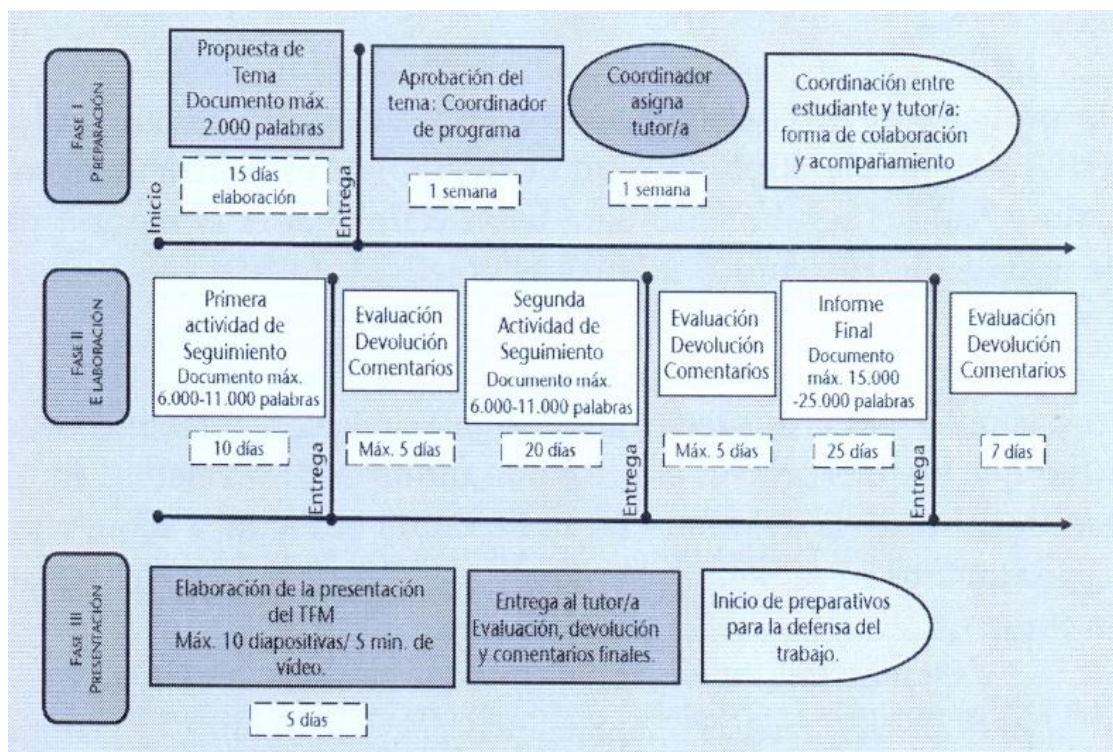 FASE I
PREPARACIÓN
Propuesta de
Tema
Documento máx.
2.000 palabras
15 días
elaboración
Inicio
Entrega
Aprobación del
tema: Coordinador
de programa
1 semana
Coordinador
asigna
tutor/a
1 semana
Coordinación entre
estudiante y tutor/a:
forma de colaboración
y acompañamiento
FASE II
ELABORACIÓN
Primera
actividad de
Seguimiento
Documento máx.
6.000-11.000 palabras
10 días
Entrega
Evaluación
Devolución
Comentarios
Máx. 5 días
Segunda
Actividad de
Seguimiento
Documento máx.
6.000-11.000 palabras
20 días
Entrega
Evaluación
Devolución
Comentarios
Máx. 5 días
Informe
Final
Documento
máx. 15.000
-25.000 palabras
25 días
Entrega
Evaluación
Devolución
Comentarios
7 días
FASE III
PRESENTACIÓN
Elaboración de la presentación
del TFM
Máx. 10 diapositivas/ 5 min. de
vídeo.
5 días
Entrega al tutor/a
Evaluación, devolución
y comentarios finales.
Inicio de preparativos
para la defensa del
trabajo.